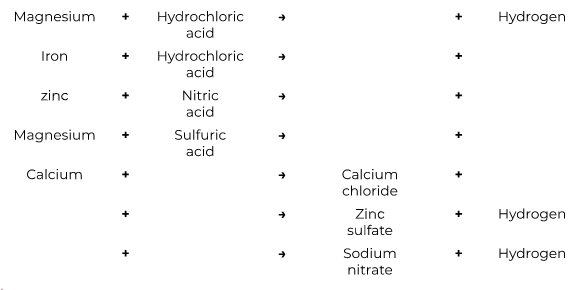 Magnesium + Hydrochloric acid → + Hydrogen
Iron + Hydrochloric acid → +
zinc + Nitric acid → +
Magnesium + Sulfuric acid → +
Calcium + → Calcium chloride +
+ → Zinc sulfate + Hydrogen
+ → Sodium nitrate + Hydrogen